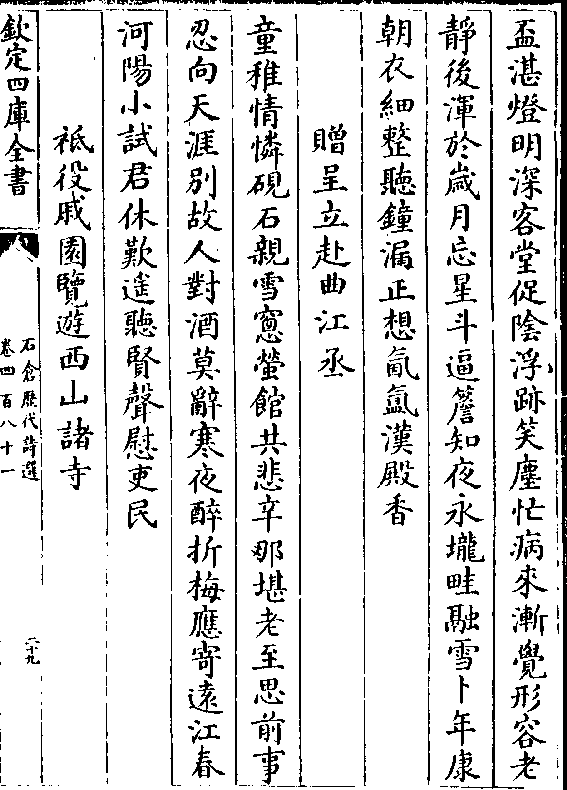 盃湛燈明深客堂促陰浮跡笑塵忙病來漸覺形容老
靜後渾於嵗月忘星斗逼簷知夜永壠畦融雪卜年康
朝衣細整聽鐘漏正想氤氳漢殿香
贈呈立赴曲江丞
童稚情憐硯石親雪窓螢館共悲辛那堪老至思前事
忍向天涯别故人對酒莫辭寒夜醉折梅應寄逺江春
河陽小試君休歎遥聽賢聲慰吏民
祗役戚園覽遊西山諸寺
欽定四庫全書
石倉歷代詩選
卷四百八十一
二十九